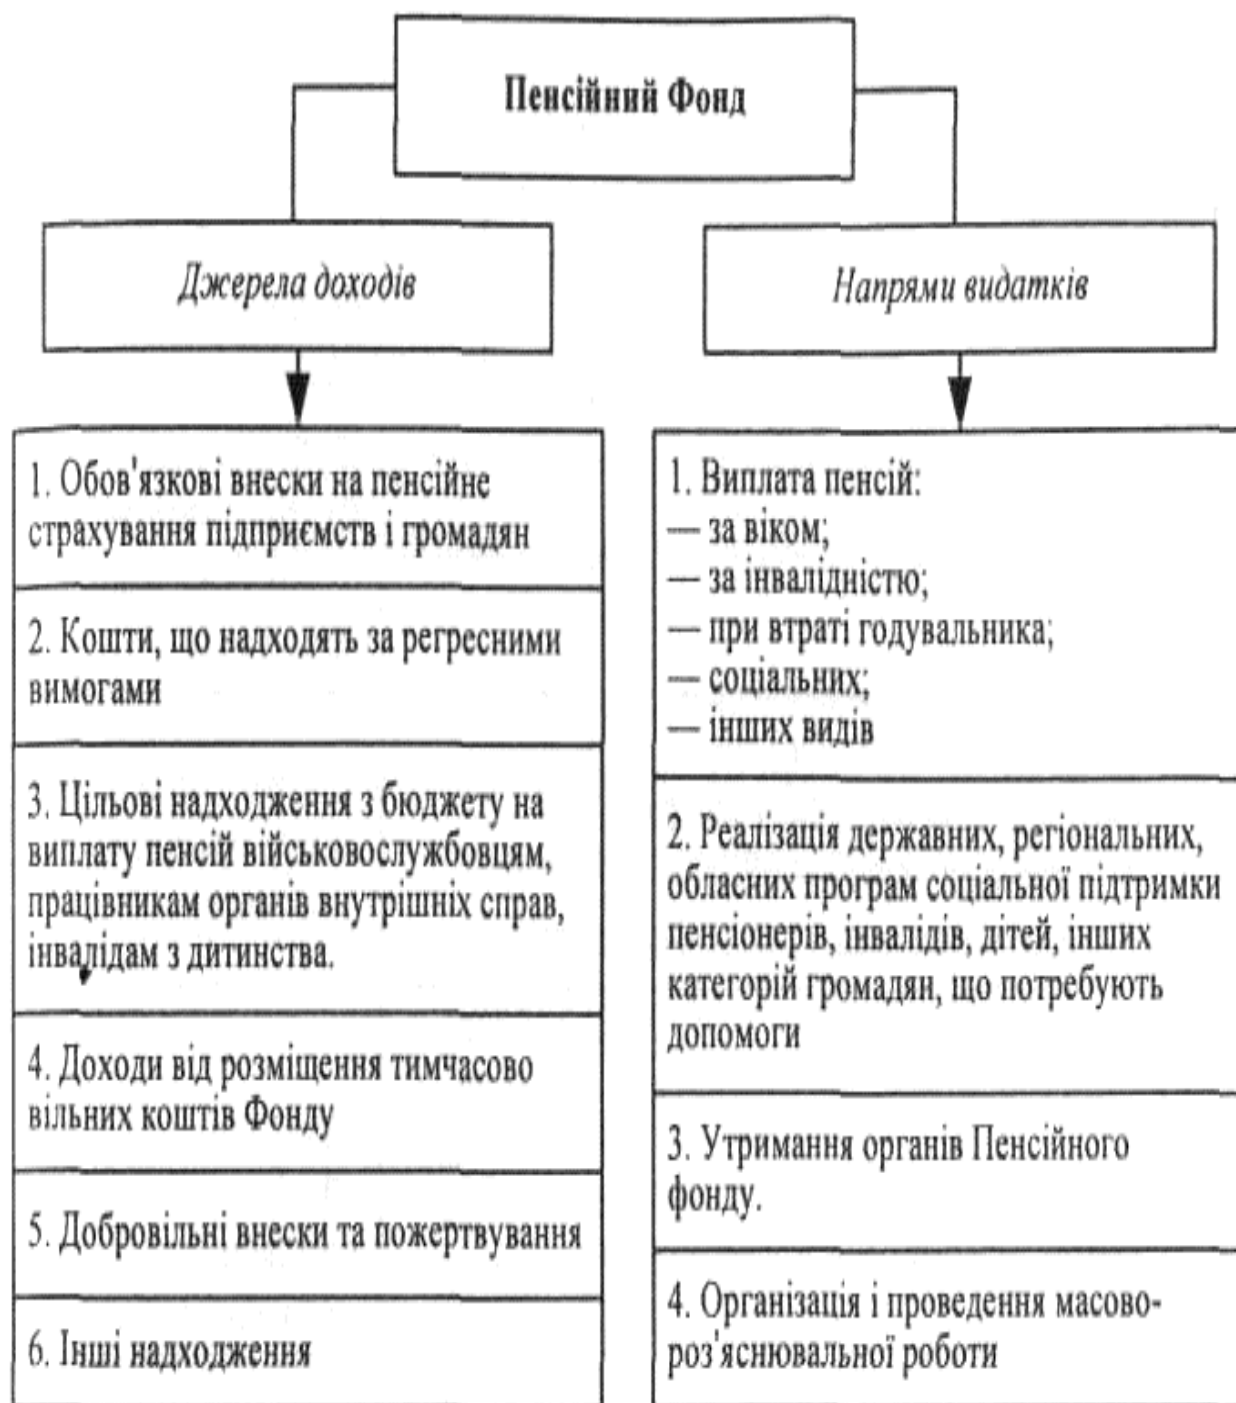 Пенсійний Фонд
Джерела доходів
1. Обов'язкові внески на пенсійне
страхування підприємств і громадян
2. Кошти, що надходять за регресними
вимогами
3. Цільові надходження з бюджету на
виплату пенсій військовослужбовцям,
працівникам органів внутрішніх справ,
інвалідам з дитинства.
4. Доходи від розміщення тимчасово
вільних коштів Фонду
5. Добровільні внески та пожертвування
6. Інші надходження
Напрями видатків
1. Виплата пенсій:
— за віком;
— за інвалідністю;
— при втраті годувальника;
— соціальних;
— інших видів
2. Реалізація державних, регіональних,
обласних програм соціальної підтримки
пенсіонерів, інвалідів, дітей, інших
категорій громадян, що потребують
допомоги
3. Утримання органів Пенсійного
фонду.
4. Організація і проведення масово-
роз'яснювальної роботи